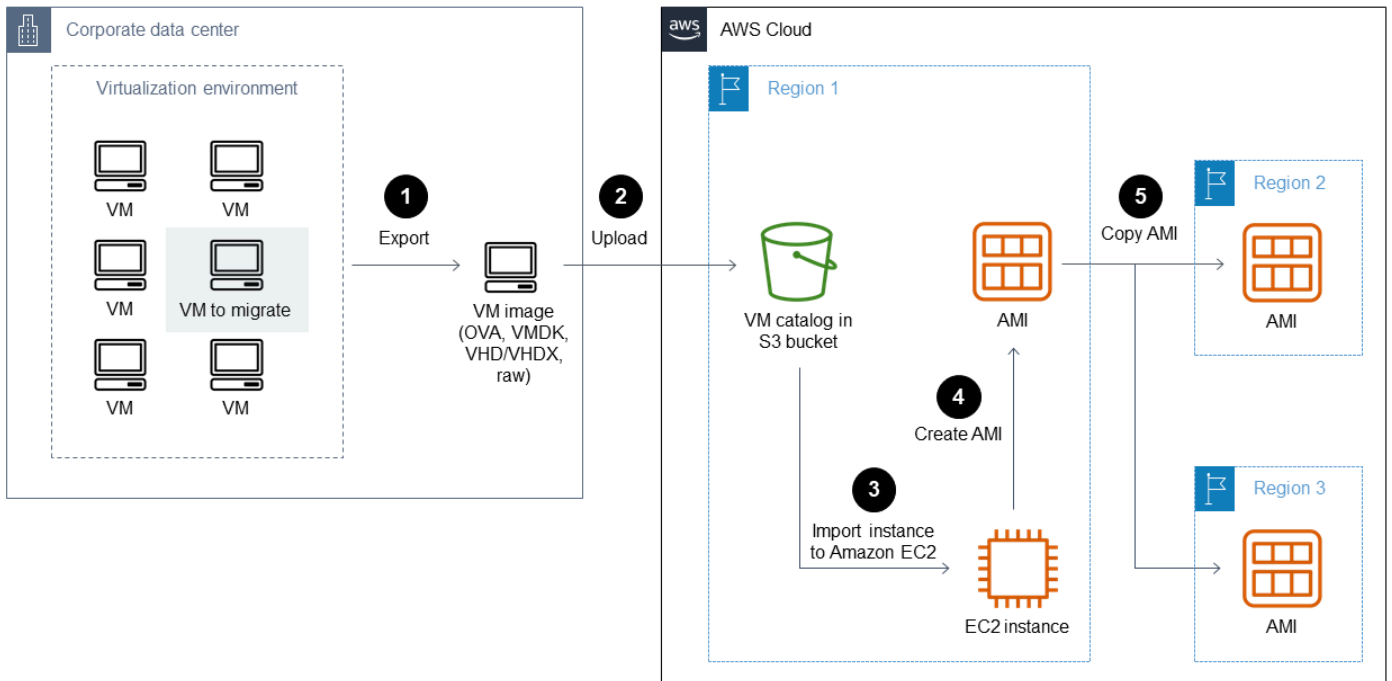 Corporate data center
Virtualization environment
VM
VM
VM
VM to migrate
VM
VM
1
Export
VM image
(OVA, VMDK,
VHD/VHDX,
raw)
2
Upload
aws
AWS Cloud
Region 1
VM catalog in
S3 bucket
3
Import instance
to Amazon EC2
EC2 instance
4
Create AMI
AMI
5
Copy AMI
Region 2
AMI
Region 3
AMI